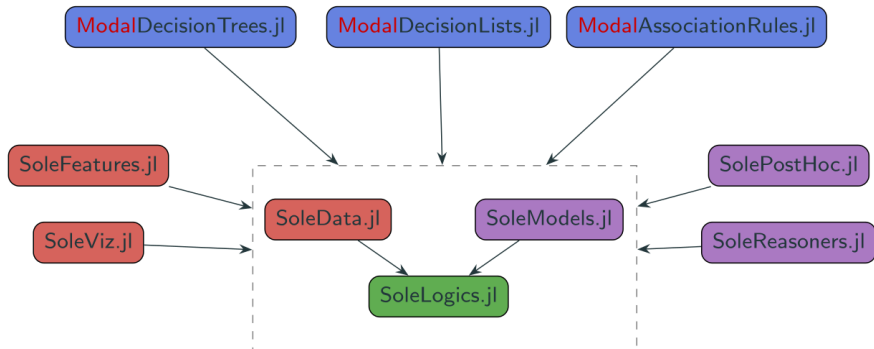 ModalDecisionTrees.jl
ModalDecisionLists.jl
ModalAssociationRules.jl
SoleFeatures.jl
SolePostHoc.jl
SoleData.jl
SoleModels.jl
SoleViz.jl
SoleReasoners.jl
SoleLogics.jl